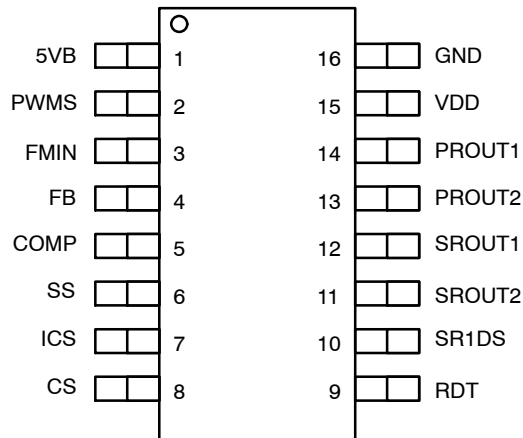 5VB 1 16 GND
PWMS 2 15 VDD
FMIN 3 14 PROUT1
FB 4 13 PROUT2
COMP 5 12 SROUT1
SS 6 11 SROUT2
ICS 7 10 SR1DS
CS 8 9 RDT